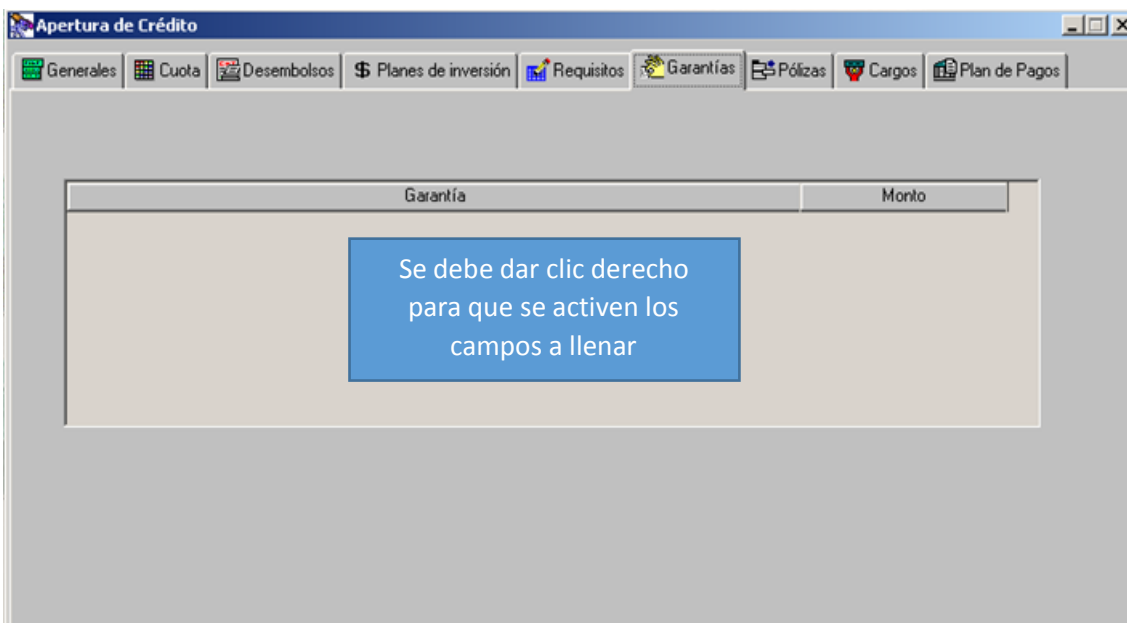 Apertura de Crédito
Generales Cuota Desembolsos $ Planes de inversión Requisitos Garantías Pólizas Cargos Plan de Pagos
Garantía Monto
Se debe dar clic derecho
para que se activen los
campos a llenar